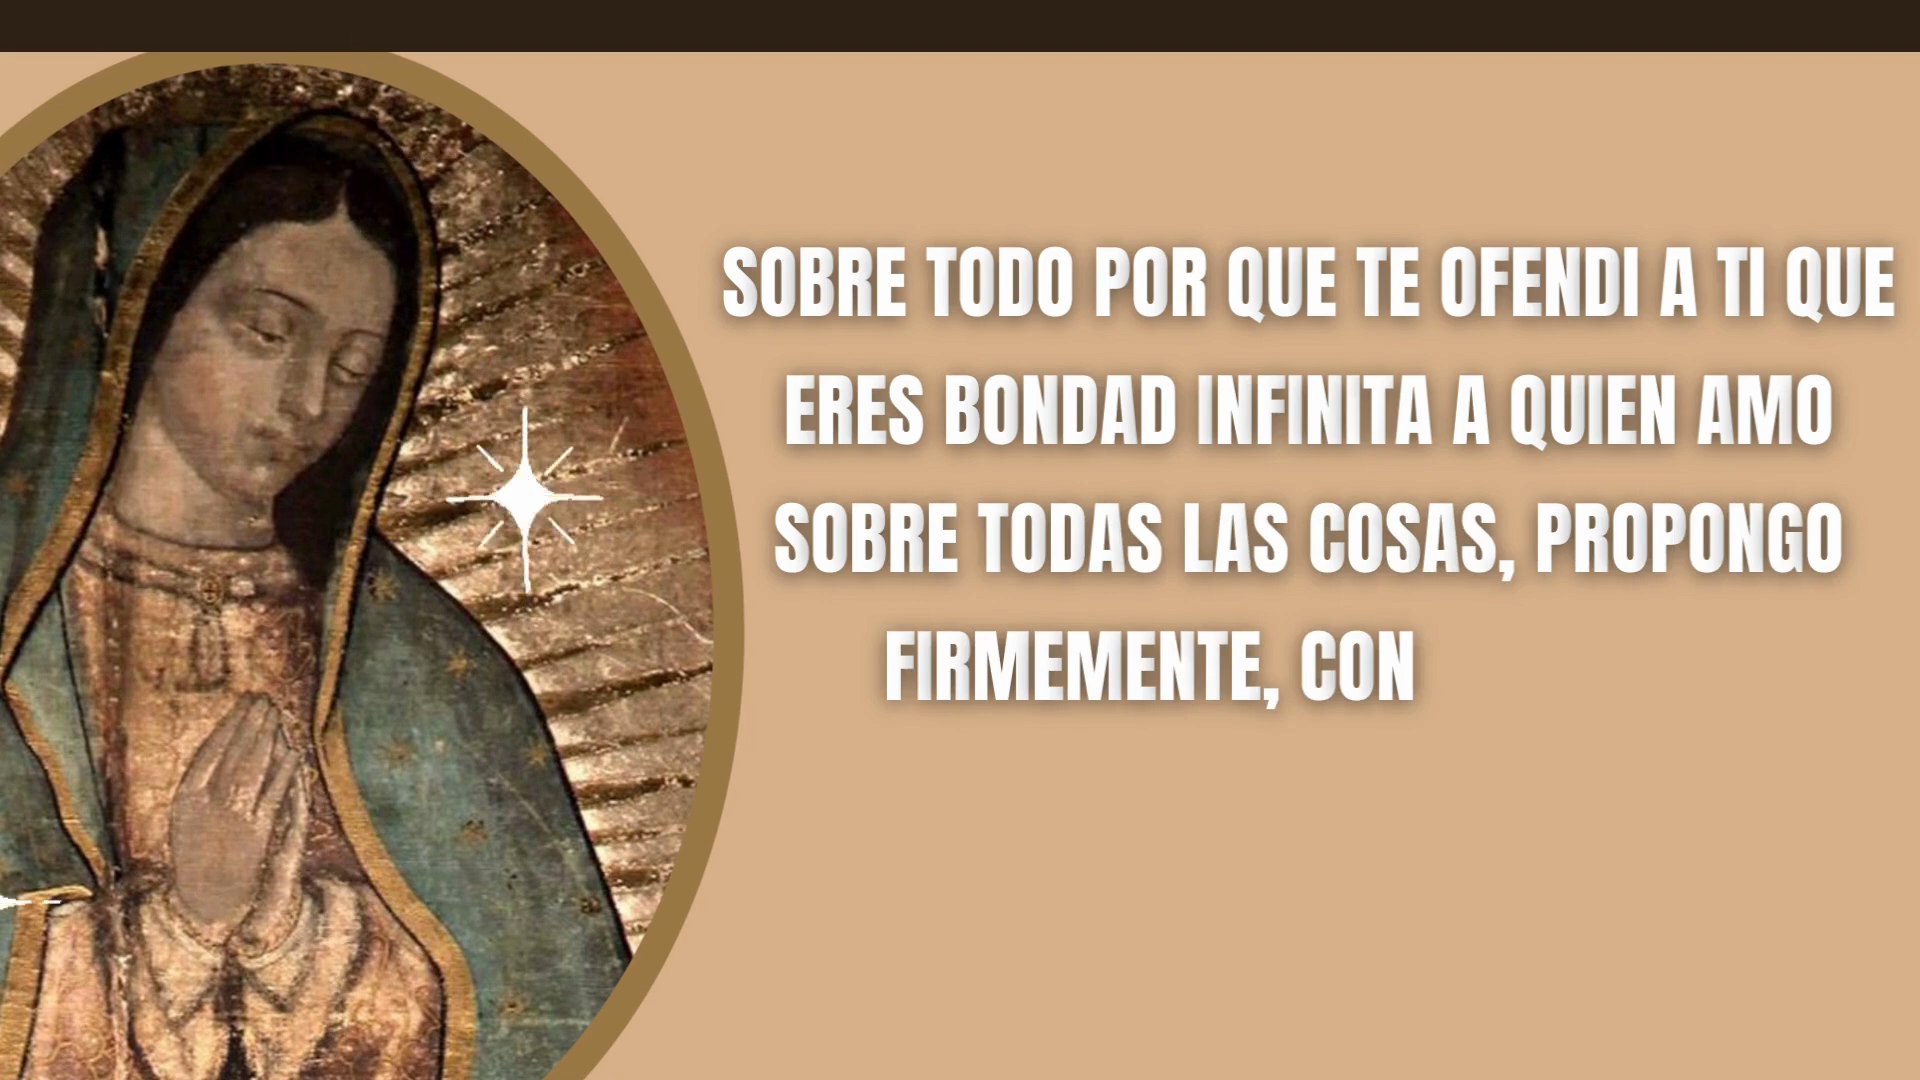 SOBRE TODO POR QUE TE OFENDI A TI QUE
ERES BONDAD INFINITA A QUIEN AMO
SOBRE TODAS LAS COSAS, PROPONGO
FIRMEMENTE, CON